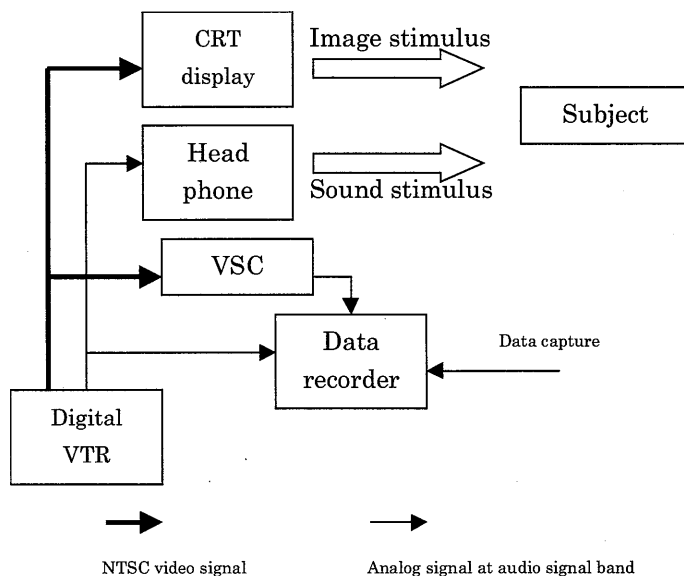 CRT
display
Image stimulus
Subject
Head
phone
Sound stimulus
VSC
Data
recorder
Data capture
Digital
VTR
NTSC video signal
Analog signal at audio signal band